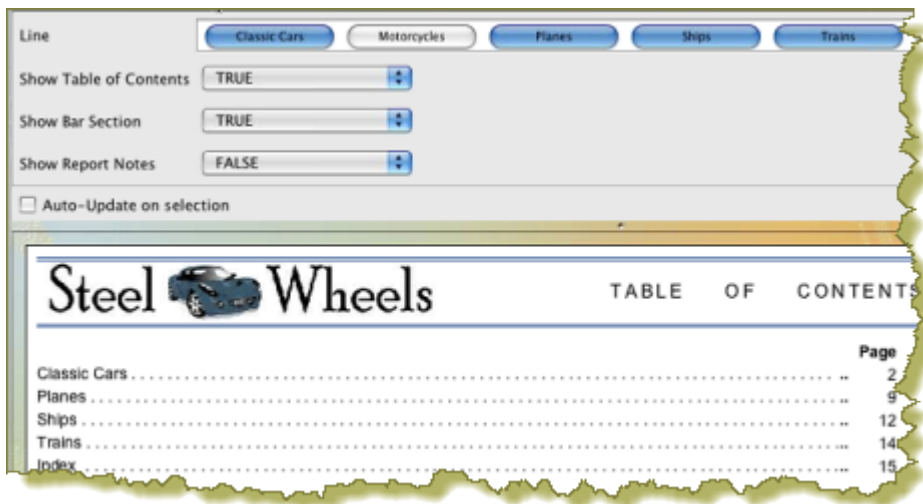 Line Classic Cars Motorcycles Planes Ships Trains
Show Table of Contents TRUE
Show Bar Section TRUE
Show Report Notes FALSE
Auto-Update on selection
Steel Wheels TABLE OF CONTENTS
Page
Classic Cars . . . . . . . . . . . . . . . . . . . . . . . . . . . . . . . . . . . . . . . . 2
Planes . . . . . . . . . . . . . . . . . . . . . . . . . . . . . . . . . . . . . . . . 9
Ships . . . . . . . . . . . . . . . . . . . . . . . . . . . . . . . . . . . . . . . . 12
Trains . . . . . . . . . . . . . . . . . . . . . . . . . . . . . . . . . . . . . . . . 14
Index . . . . . . . . . . . . . . . . . . . . . . . . . . . . . . . . . . . . . . . . 15